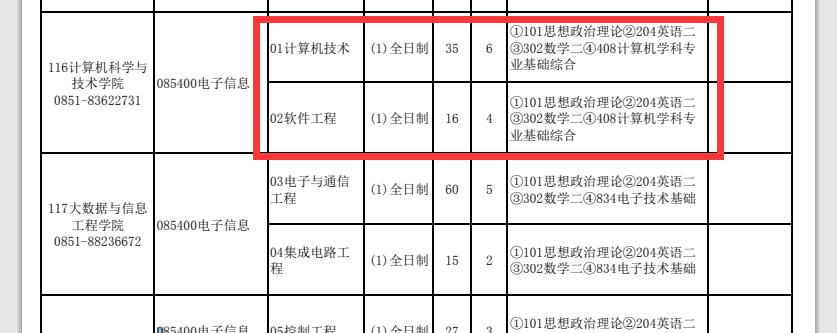 116计算机科学与
技术学院
0851-83622731
085400电子信息
01计算机技术
(1)全日制
35
6
①101思想政治理论②204英语二
③302数学二④408计算机学科专
业基础综合
02软件工程
(1)全日制
16
4
①101思想政治理论②204英语二
③302数学二④408计算机学科专
业基础综合
117大数据与信息
工程学院
0851-88236672
085400电子信息
03电子与通信
工程
(1)全日制
60
5
①101思想政治理论②204英语二
③302数学二④834电子技术基础
04集成电路工
程
(1)全日制
15
2
①101思想政治理论②204英语二
③302数学二④834电子技术基础
085400电子信息
05控制工程
(1)全日制
27
3
①101思想政治理论②204英语二